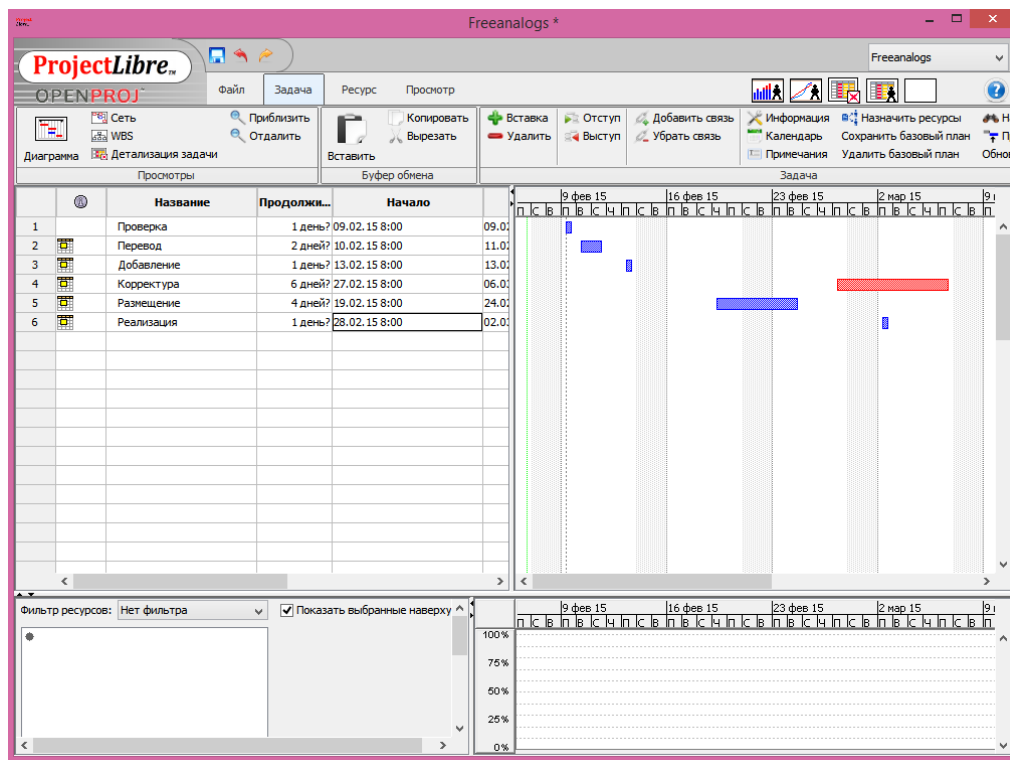 Freeanalogs *
ProjectLibre™
OPENPROJ
Freeanalogs
Файл Задача Ресурс Просмотр
Диаграмма
Сеть
WBS
Детализация задачи
Приблизить
Отдалить
Просмотры
Вставить
Копировать
Вырезать
Буфер обмена
Вставка
Удалить
Отступ
Выступ
Добавить связь
Убрать связь
Информация
Календарь
Примечания
Назначить ресурсы
Сохранить базовый план
Удалить базовый план
Н
П
Обно
Задача
Название Продолжи... Начало
1 Проверка 1 день? 09.02.15 8:00 09.0
2 Перевод 2 дней? 10.02.15 8:00 11.0
3 Добавление 1 день? 13.02.15 8:00 13.0
4 Корректура 6 дней? 27.02.15 8:00 06.0
5 Размещение 4 дней? 19.02.15 8:00 24.0
6 Реализация 1 день? 28.02.15 8:00 02.0
9 фев 15 16 фев 15 23 фев 15 2 мар 15 9
П С В П В С Ч П С В П В С Ч П С В П В С Ч П С В П В С Ч П С В П
Фильтр ресурсов: Нет фильтра
Показать выбранные наверху
9 фев 15 16 фев 15 23 фев 15 2 мар 15 9
П С В П В С Ч П С В П В С Ч П С В П В С Ч П С В П В С Ч П С В П
100%
75%
50%
25%
0%